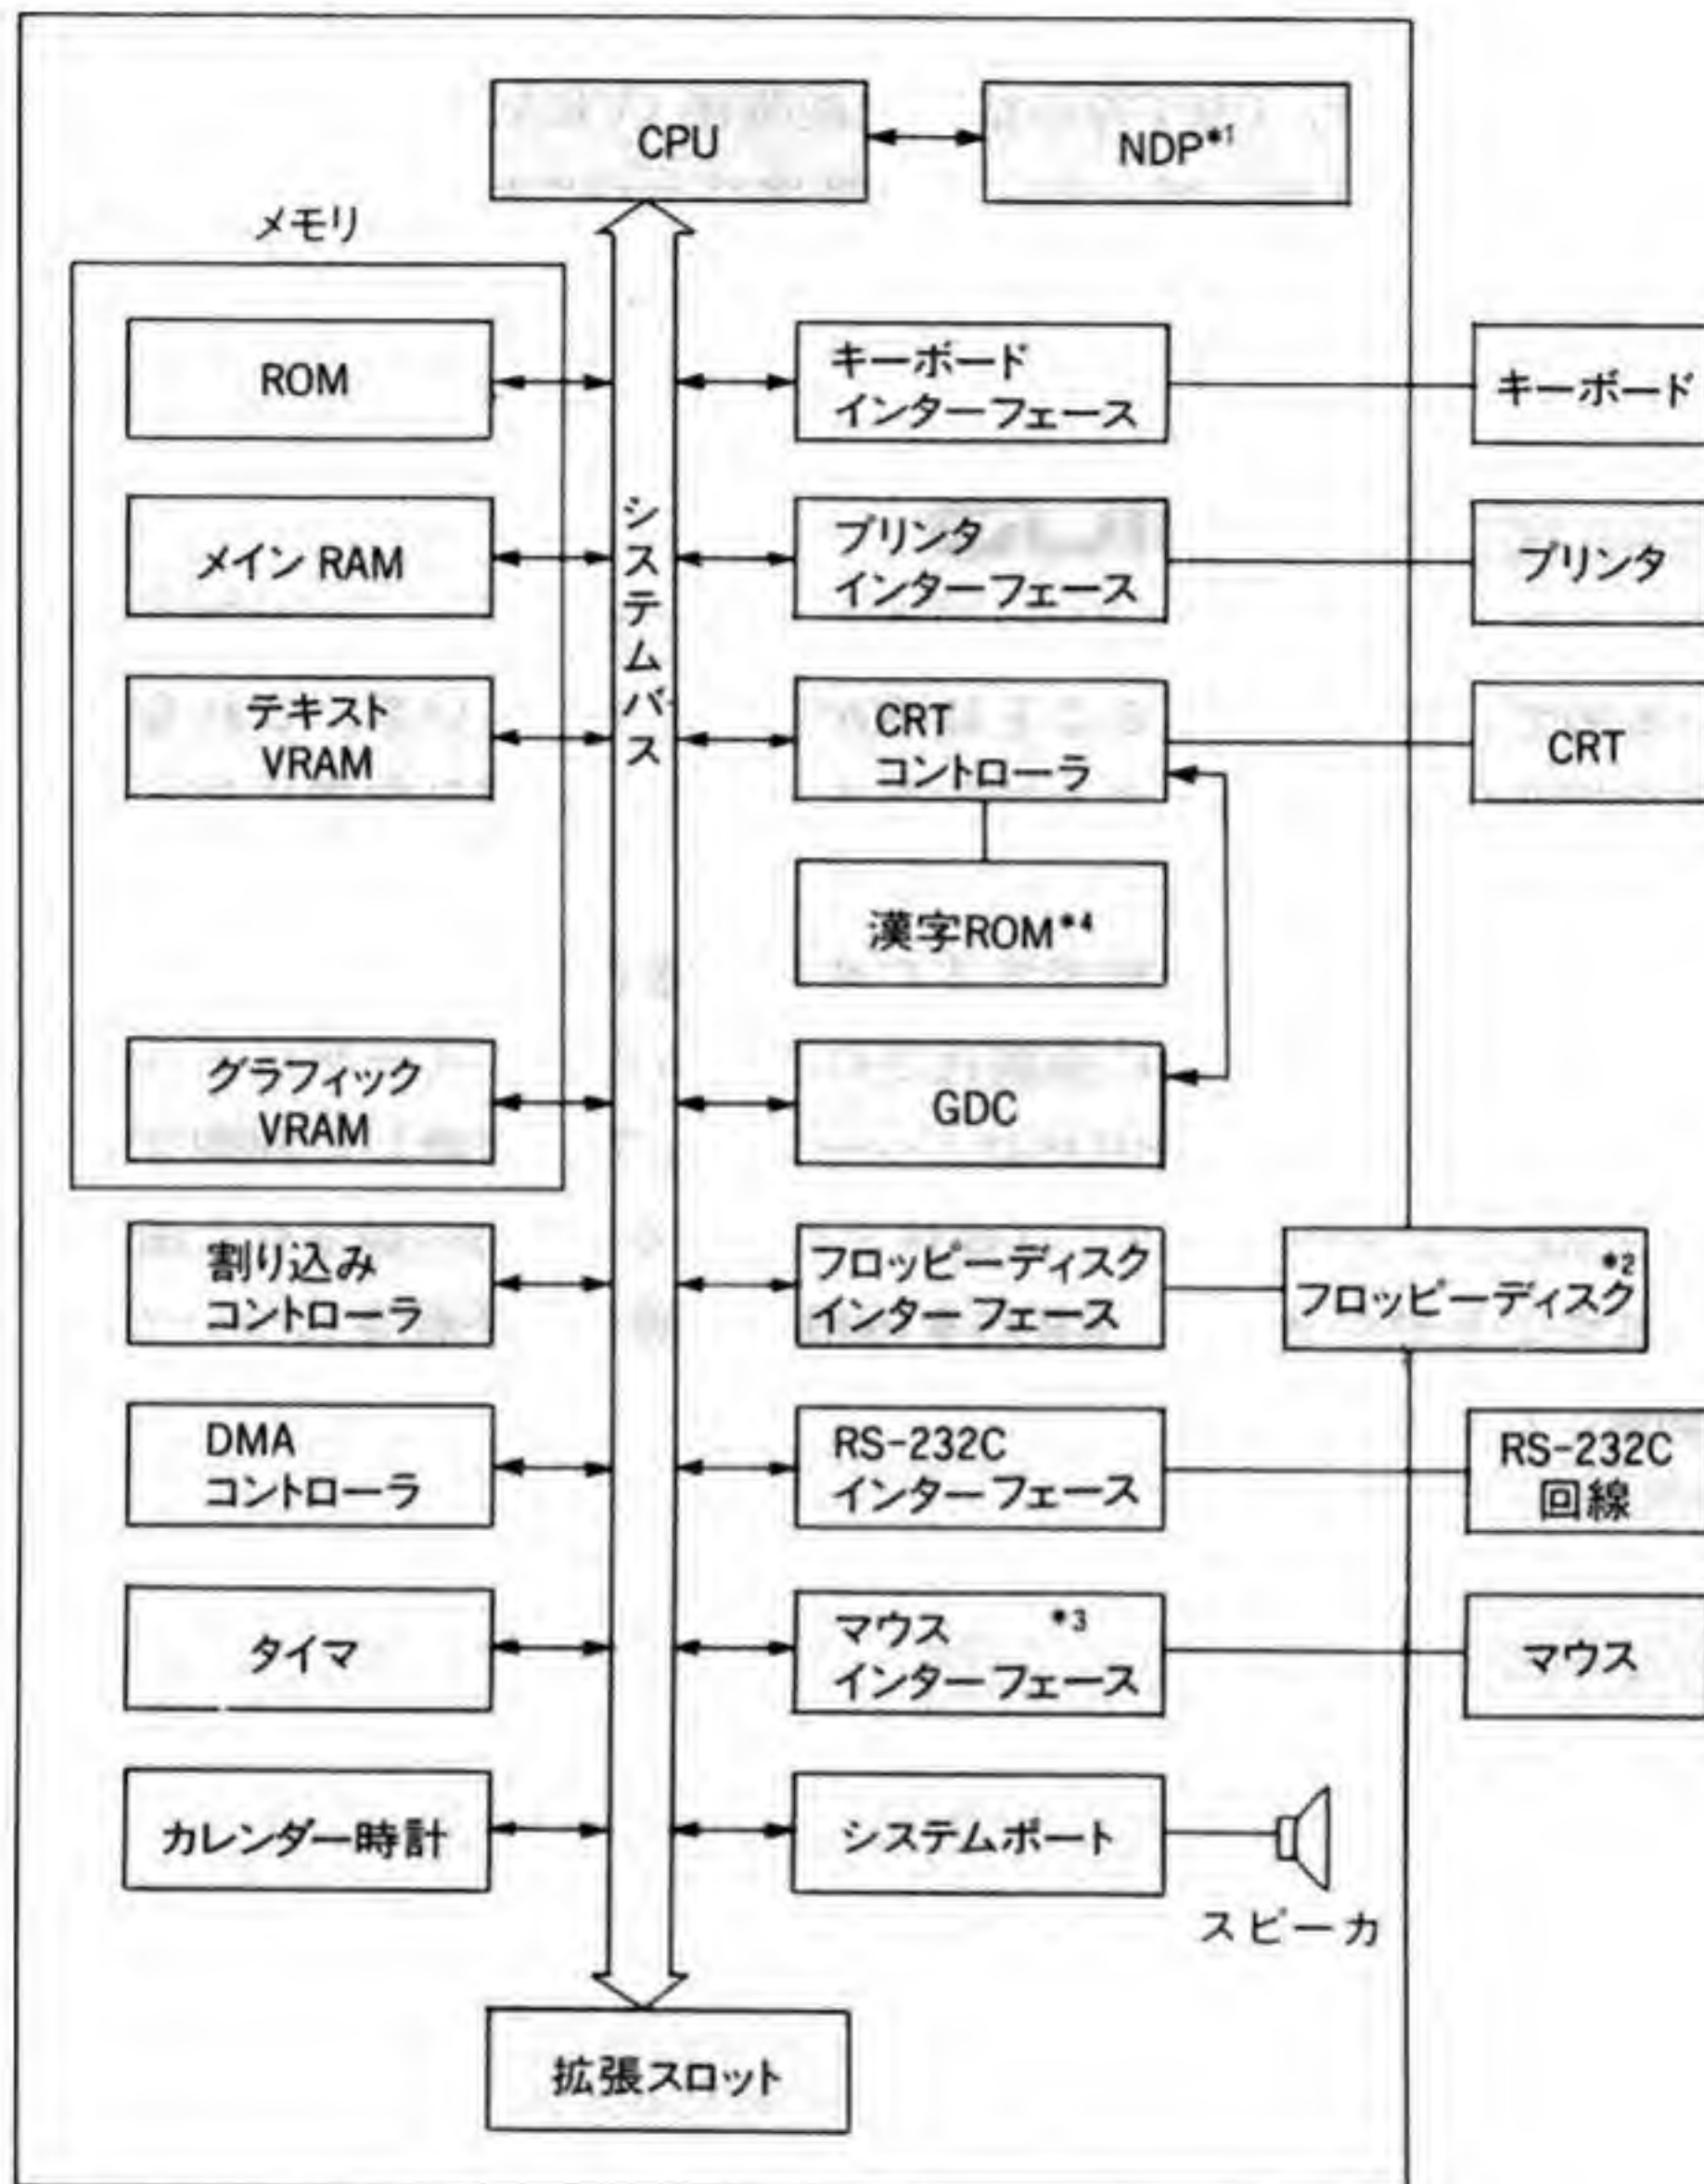 CPU
NDP*1
メモリ
ROM
キーボード
インターフェース
キーボード
メイン RAM
システムバス
プリンタ
インターフェース
プリンタ
テキスト
VRAM
CRT
コントローラ
CRT
漢字ROM*4
グラフィック
VRAM
GDC
割り込み
コントローラ
フロッピーディスク
インターフェース
*2
フロッピーディスク
DMA
コントローラ
RS-232C
インターフェース
RS-232C
回線
タイマ
マウス *3
インターフェース
マウス
カレンダー時計
システムポート
スピーカ
拡張スロット